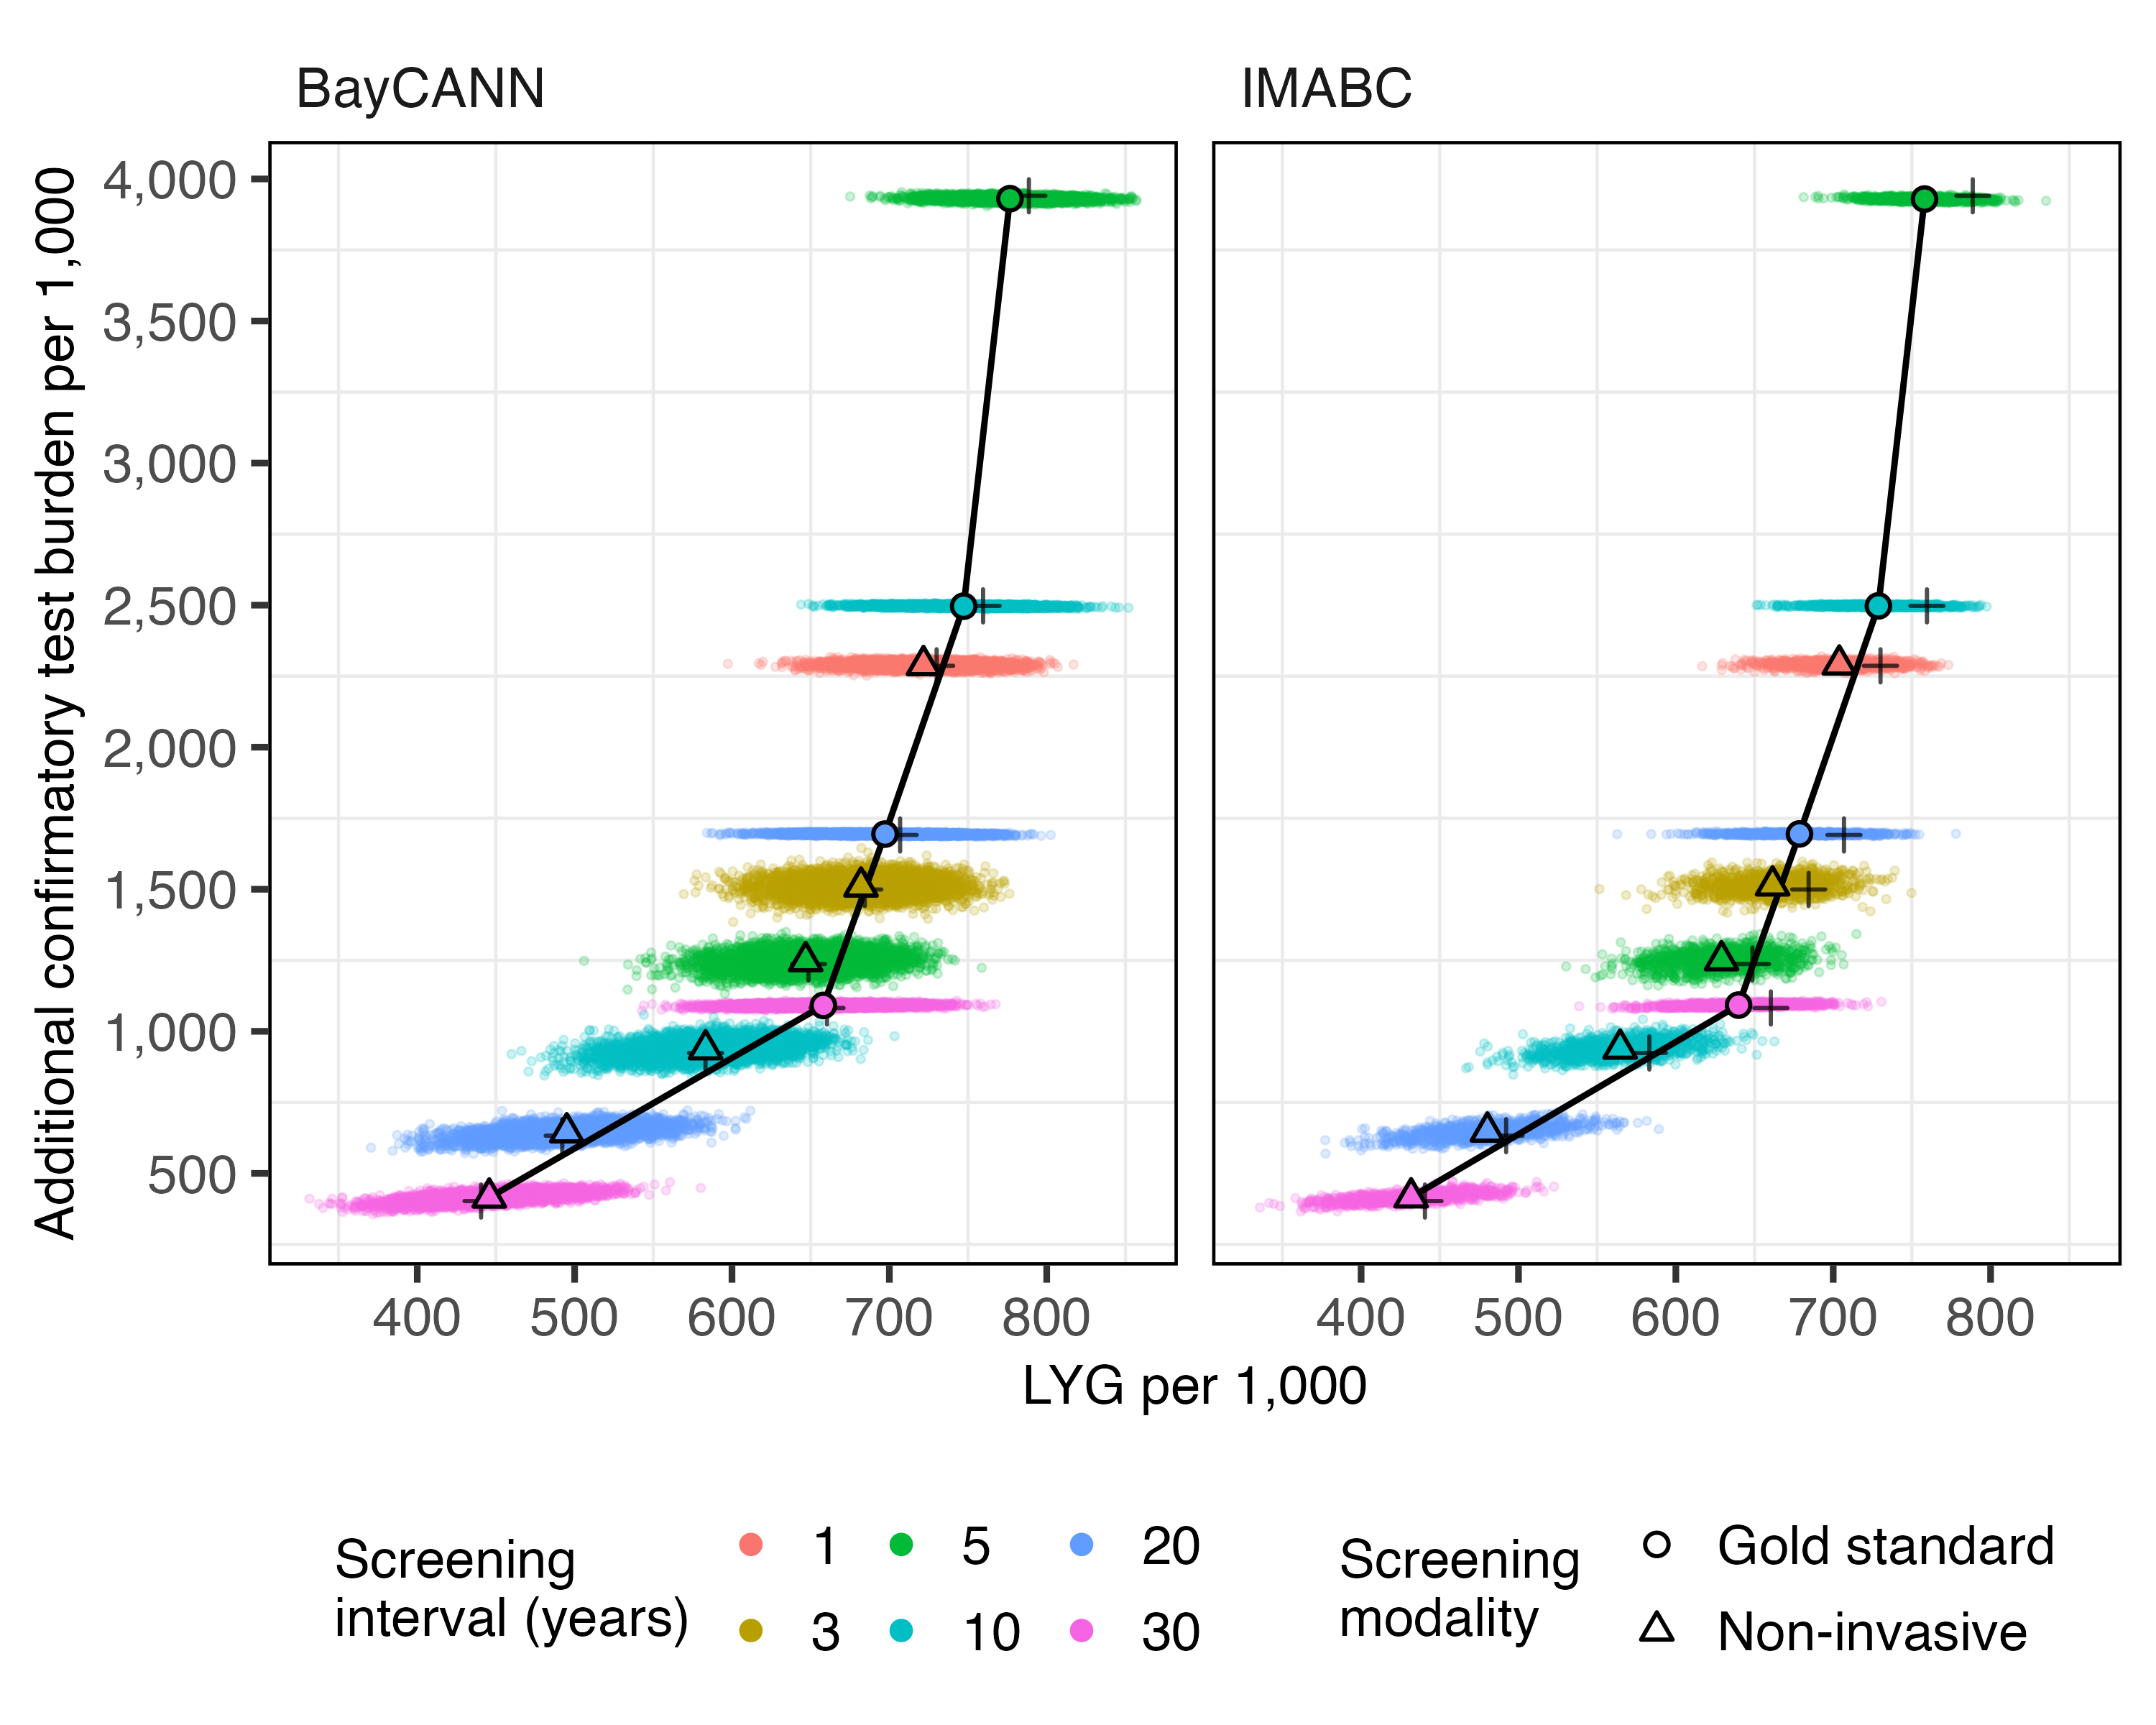 BayCANN
IMABC
Additional confirmatory test burden per 1,000
4,000
3,500
3,000
2,500
2,000
1,500
1,000
500
400 500 600 700 800
400 500 600 700 800
LYG per 1,000
Screening
interval (years)
1 5 20
3 10 30
Screening
modality
Gold standard
Non-invasive